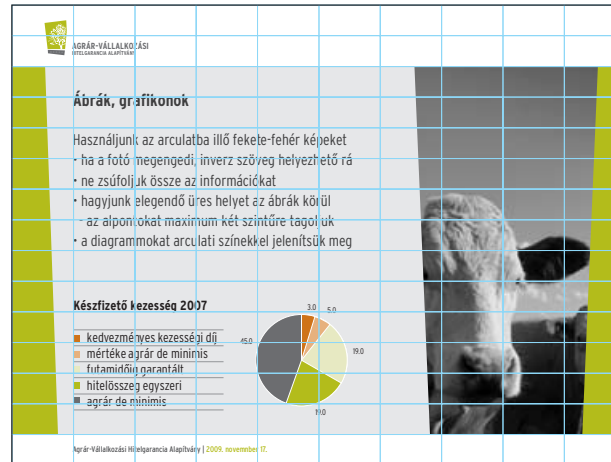 AGRÁR-VÁLLALKOZÁSI
HITELGARANCIA ALAPÍTVÁNY
Ábrák, grafikonok
Használjunk az arculatba illő fekete-fehér képeket
• ha a fotó megengedi, inverz szöveg helyezhető rá
• ne zsúfoljuk össze az információkat
• hagyjunk elegendő üres helyet az ábrák körül
- az alpontokat maximum két szintűre tagoljuk
• a diagrammokat arculati színekkel jelenítsük meg
Készfizető kezesség 2007
kedvezményes kezességi díj
mértéke agrár de minimis
futamidőig garantált
hitelösszeg egyszeri
agrár de minimis
3.0
5.0
45.0
19.0
19.0
Agrár-Vállalkozási Hitelgarancia Alapítvány | 2009. november 17.